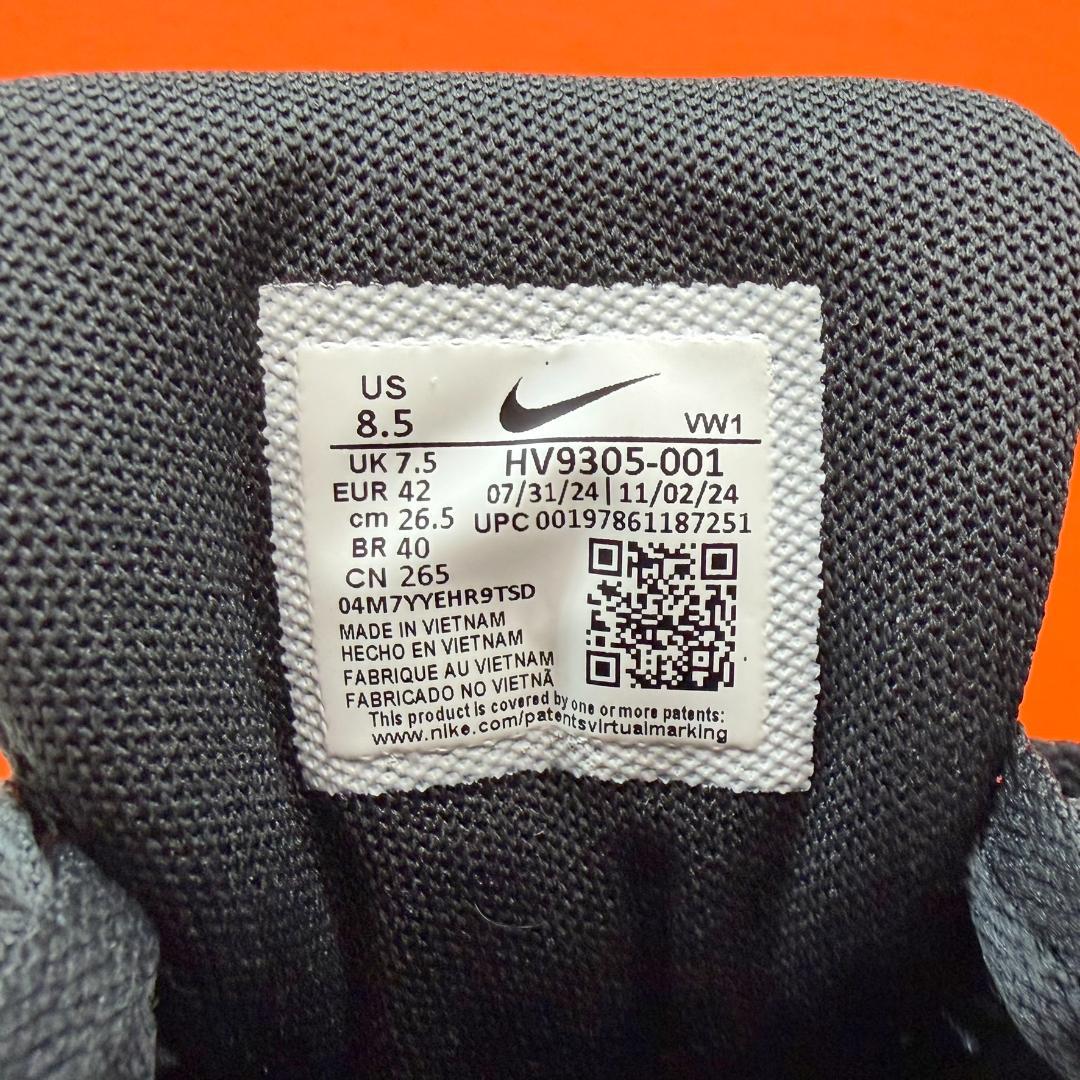 US
8.5
VW1
UK 7.5
HV9305-001
EUR 42
07/31/24 | 11/02/24
cm 26.5
UPC 00197861187251
BR 40
CN 265
04M7YYEHR9TSD
MADE IN VIETNAM
HECHO EN VIETNAM
FABRIQUE AU VIETNAM
FABRICADO NO VIETNÃ
This product is covered by one or more patents:
www.nike.com/patentsvirtualmarking